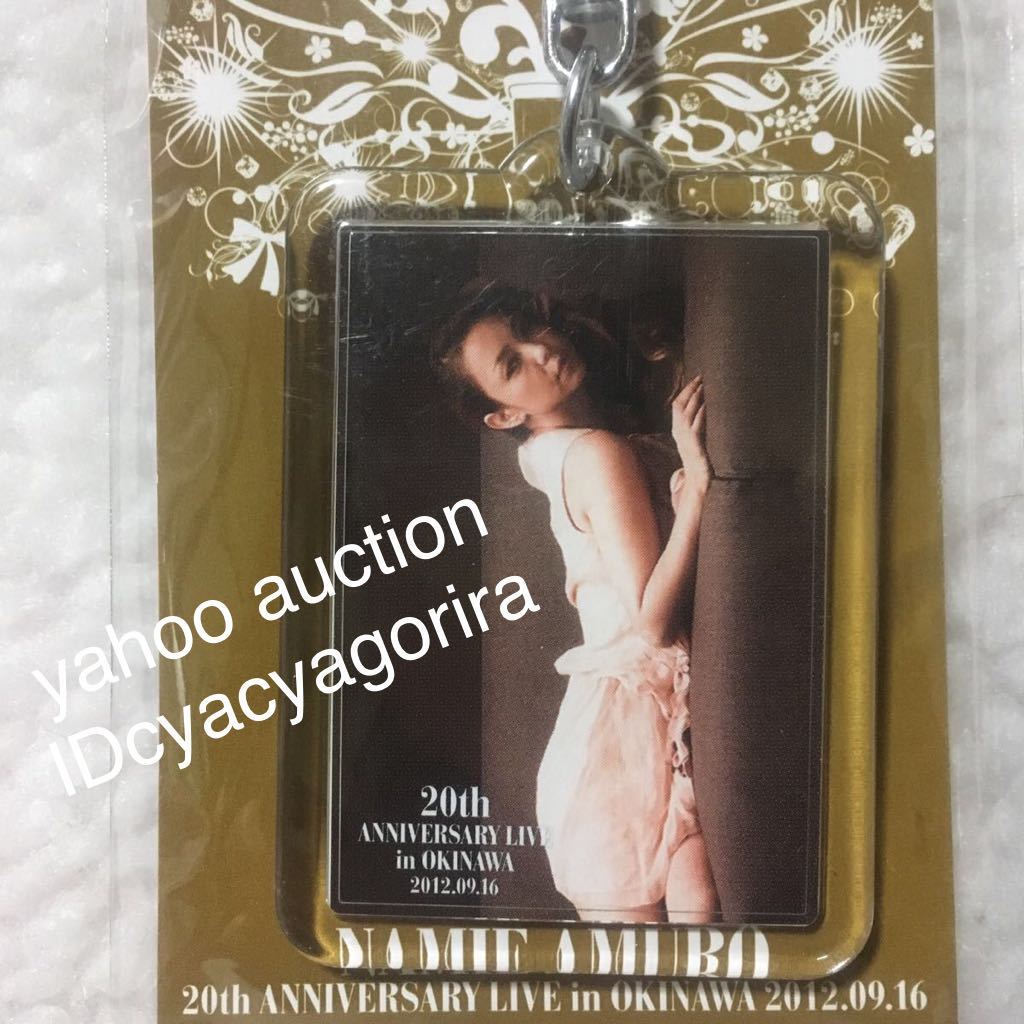 yahoo auction
IDcyacyagorira
20th
ANNIVERSARY LIVE
in OKINAWA
2012.09.16
NAMIE AMURO
20th ANNIVERSARY LIVE in OKINAWA 2012.09.16